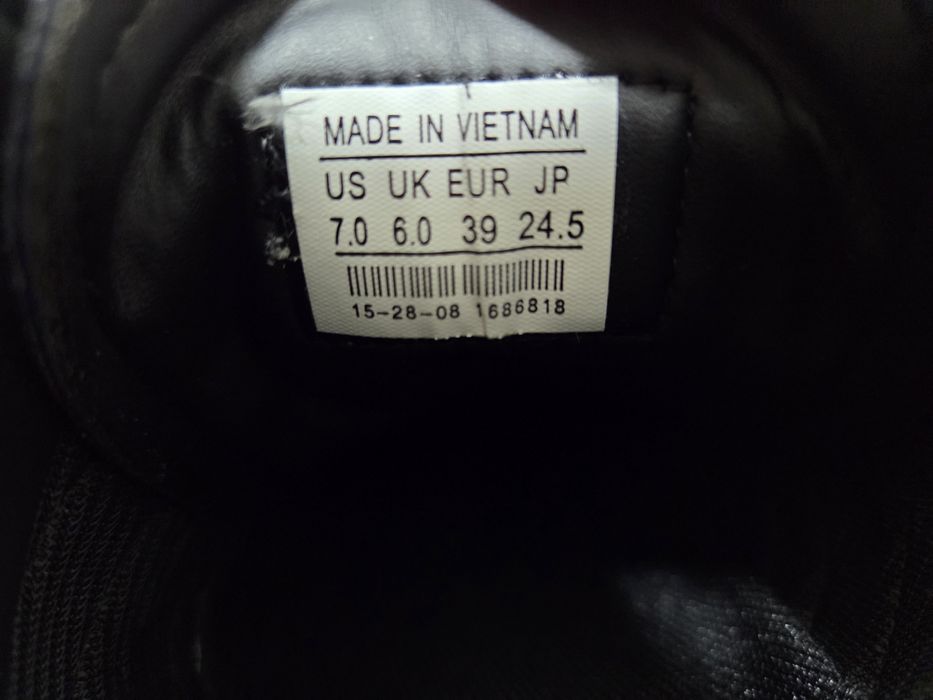 MADE IN VIETNAM
US UK EUR JP
7.0 6.0 39 24.5
15-28-08 1686818